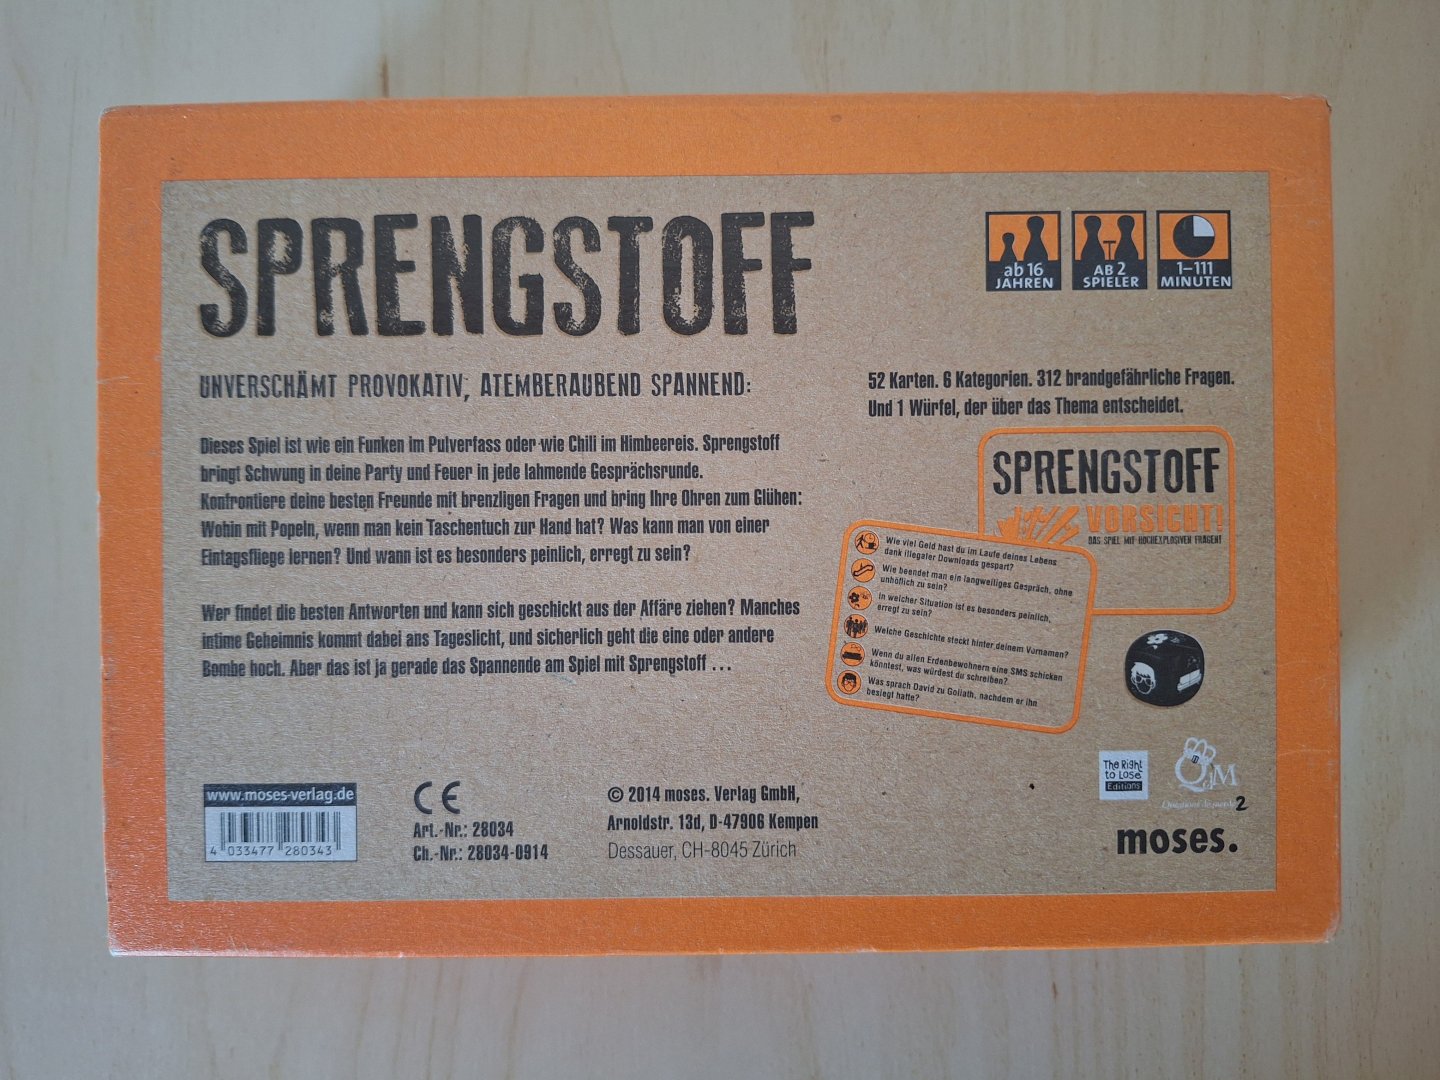 SPRENGSTOFF
ab 16
JAHREN
AB 2
SPIELER
1–111
MINUTEN
UNVERSCHÄMT PROVOKATIV, ATEMBERAUBEND SPANNEND:
Dieses Spiel ist wie ein Funken im Pulverfass oder wie Chili im Himbeereis. Sprengstoff
bringt Schwung in deine Party und Feuer in jede lahmende Gesprächsrunde.
Konfrontiere deine besten Freunde mit brenzligen Fragen und bring Ihre Ohren zum Glühen:
Wohin mit Popeln, wenn man kein Taschentuch zur Hand hat? Was kann man von einer
Eintagsfliege lernen? Und wann ist es besonders peinlich, erregt zu sein?
Wer findet die besten Antworten und kann sich geschickt aus der Affäre ziehen? Manches
intime Geheimnis kommt dabei ans Tageslicht, und sicherlich geht die eine oder andere
Bombe hoch. Aber das ist ja gerade das Spannende am Spiel mit Sprengstoff ...
52 Karten. 6 Kategorien. 312 brandgefährliche Fragen.
Und 1 Würfel, der über das Thema entscheidet.
SPRENGSTOFF
VORSICHT!
DAS SPIEL MIT HOCHEXPLOSIVEN FRAGEN!
Wie viel Geld hast du im Laufe deines Lebens
dank illegaler Downloads gespart?
Wie beendet man ein langweiliges Gespräch, ohne
unhöflich zu sein?
In welcher Situation ist es besonders peinlich,
erregt zu sein?
Welche Geschichte steckt hinter deinem Vornamen?
Wenn du allen Erdenbewohnern eine SMS schicken
könntest, was würdest du schreiben?
Was sprach David zu Goliath, nachdem er ihn
besiegt hatte?
www.moses-verlag.de
4 033477 280343
CE
Art.-Nr.: 28034
Ch.-Nr.: 28034-0914
© 2014 moses. Verlag GmbH,
Arnoldstr. 13d, D-47906 Kempen
Dessauer, CH-8045 Zürich
The Right
to Lose
Editions
QdM
2
moses.